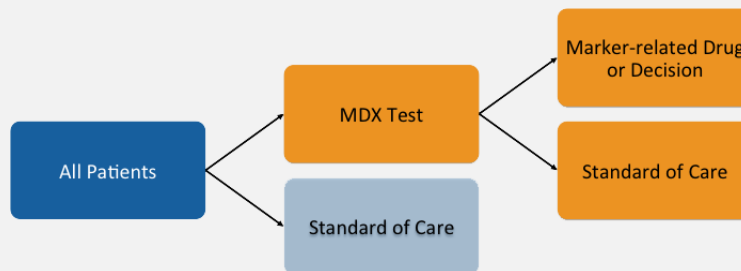 All Patients
MDX Test
Standard of Care
Marker-related Drug
or Decision
Standard of Care